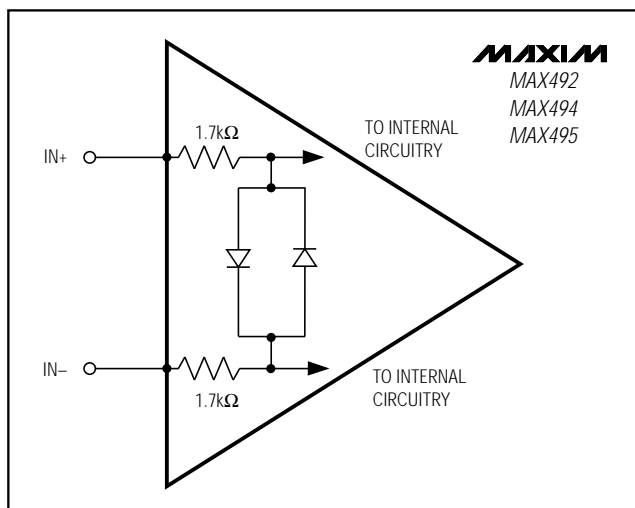 MAXIM
MAX492
MAX494
MAX495
1.7kΩ
TO INTERNAL
CIRCUITRY
IN+
IN–
1.7kΩ
TO INTERNAL
CIRCUITRY